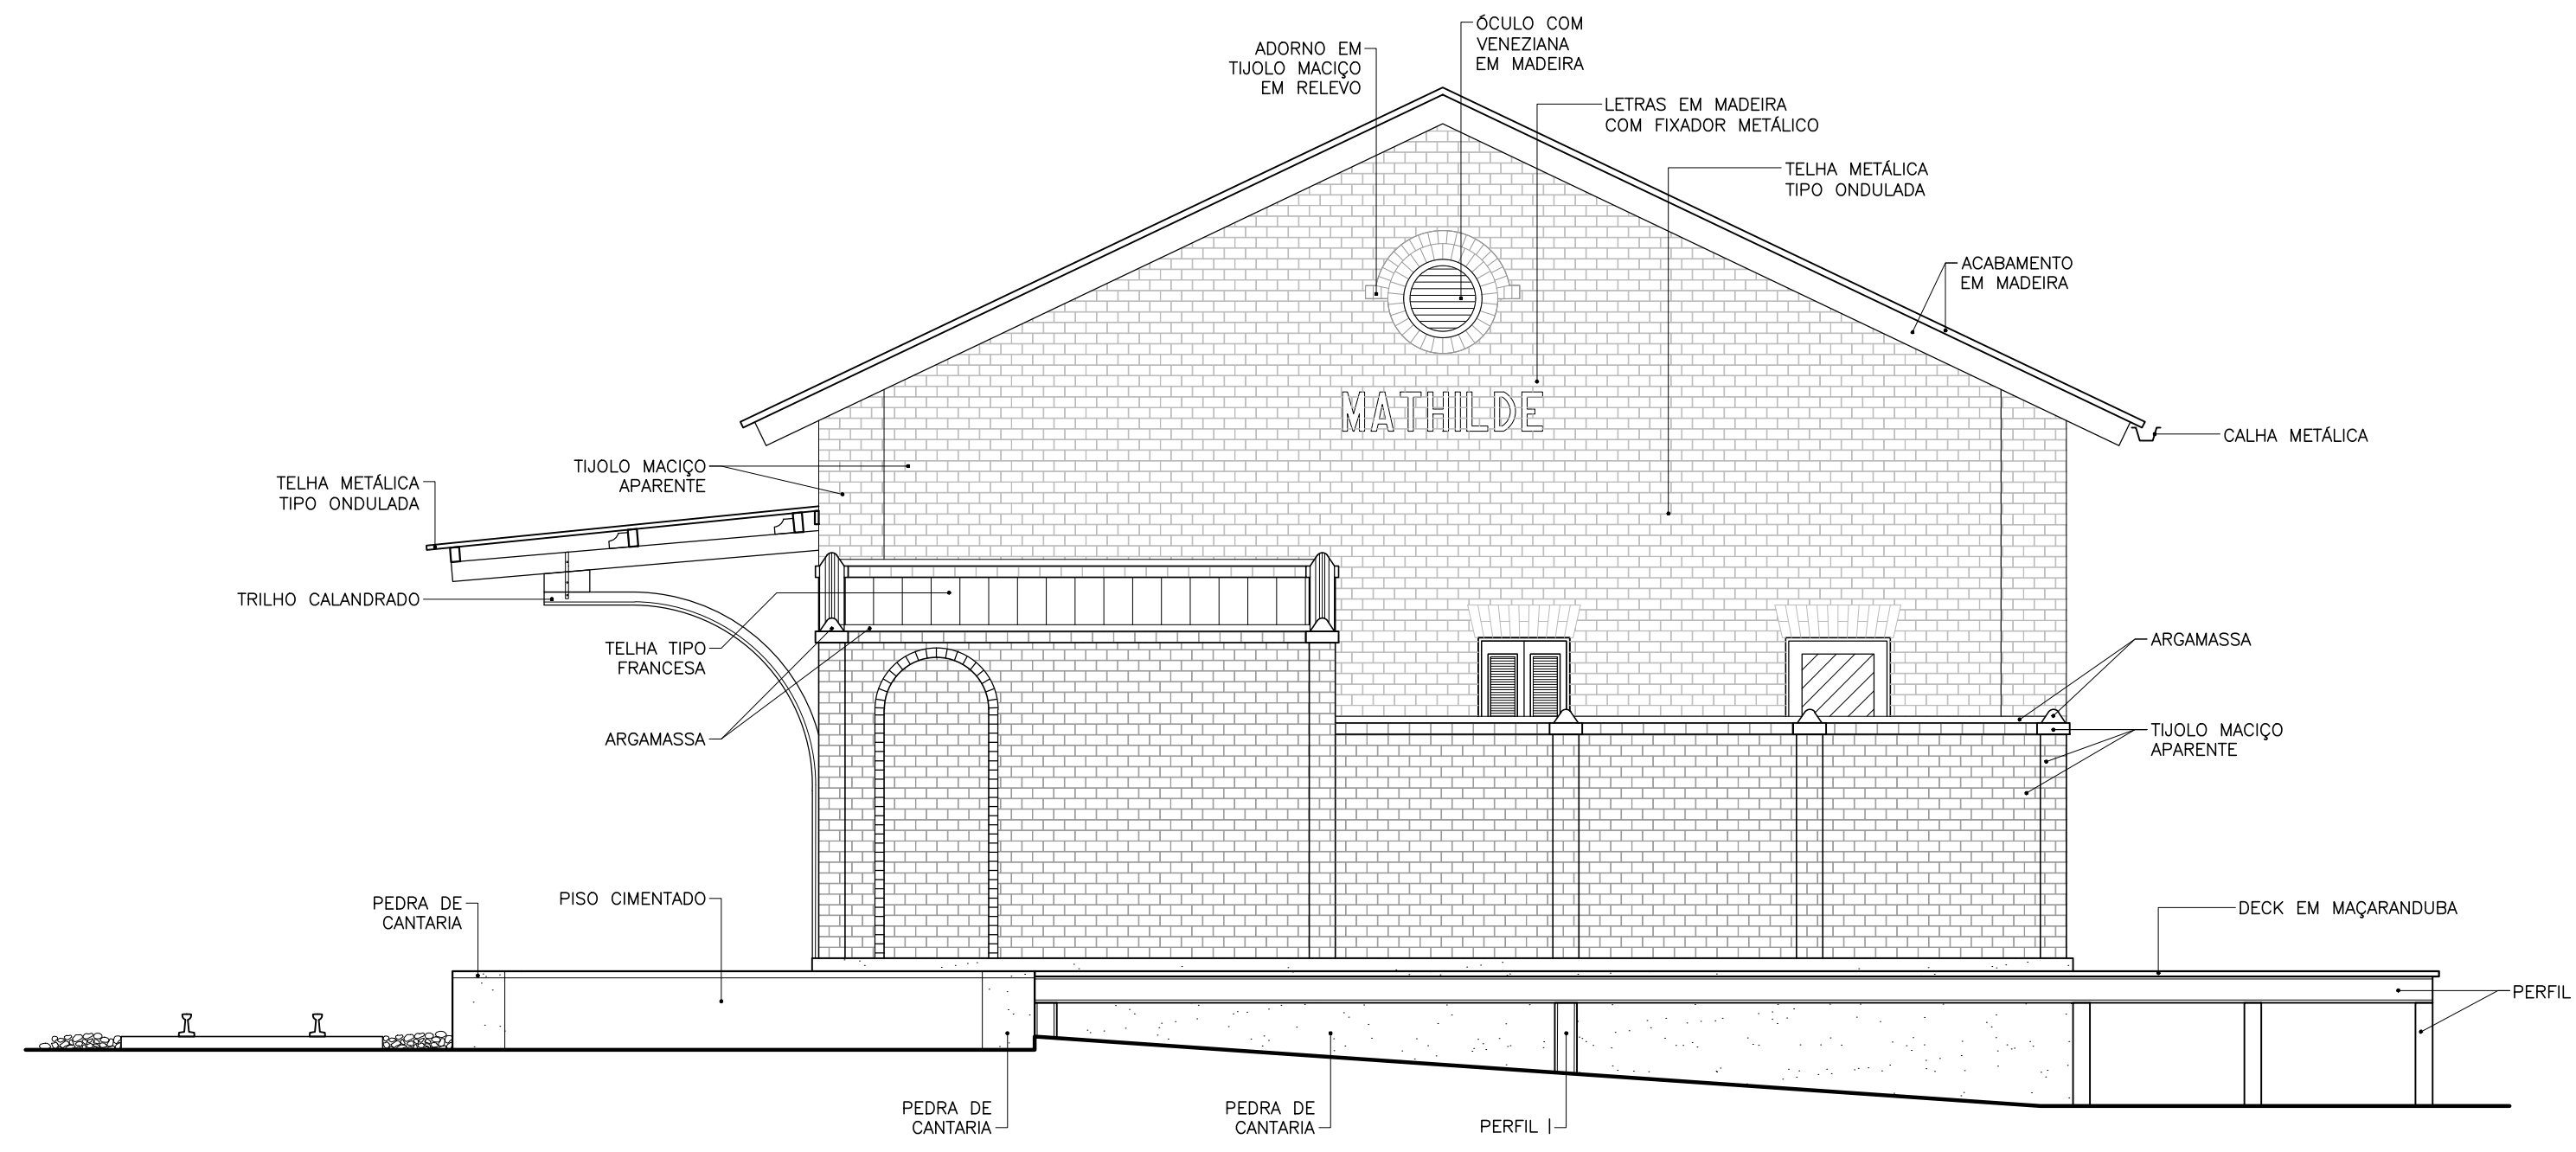 ÓCULO COM
VENEZIANA
EM MADEIRA
ADORNO EM
TIJOLO MACIÇO
EM RELEVO
LETRAS EM MADEIRA
COM FIXADOR METÁLICO
TELHA METÁLICA
TIPO ONDULADA
ACABAMENTO
EM MADEIRA
MATHILDE
CALHA METÁLICA
TIJOLO MACIÇO
APARENTE
TELHA METÁLICA
TIPO ONDULADA
TRILHO CALANDRADO
TELHA TIPO
FRANCESA
ARGAMASSA
ARGAMASSA
TIJOLO MACIÇO
APARENTE
PEDRA DE
CANTARIA
PISO CIMENTADO
DECK EM MAÇARANDUBA
PERFIL
PEDRA DE
CANTARIA
PEDRA DE
CANTARIA
PERFIL I